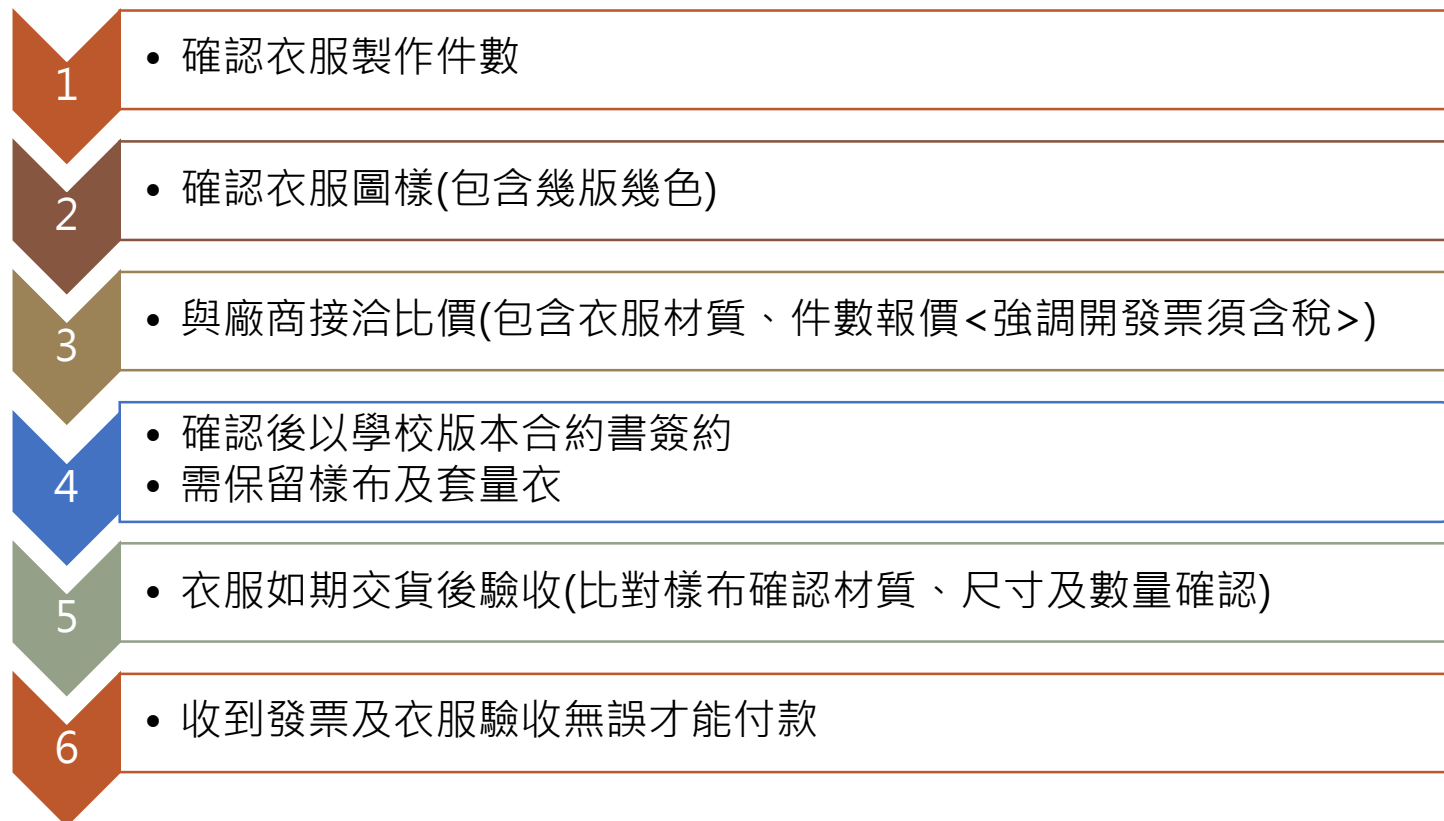 1
• 確認衣服製作件數
2
• 確認衣服圖樣(包含幾版幾色)
3
• 與廠商接洽比價(包含衣服材質、件數報價<強調開發票須含稅>)
4
• 確認後以學校版本合約書簽約
• 需保留樣布及套量衣
5
• 衣服如期交貨後驗收(比對樣布確認材質、尺寸及數量確認)
6
• 收到發票及衣服驗收無誤才能付款